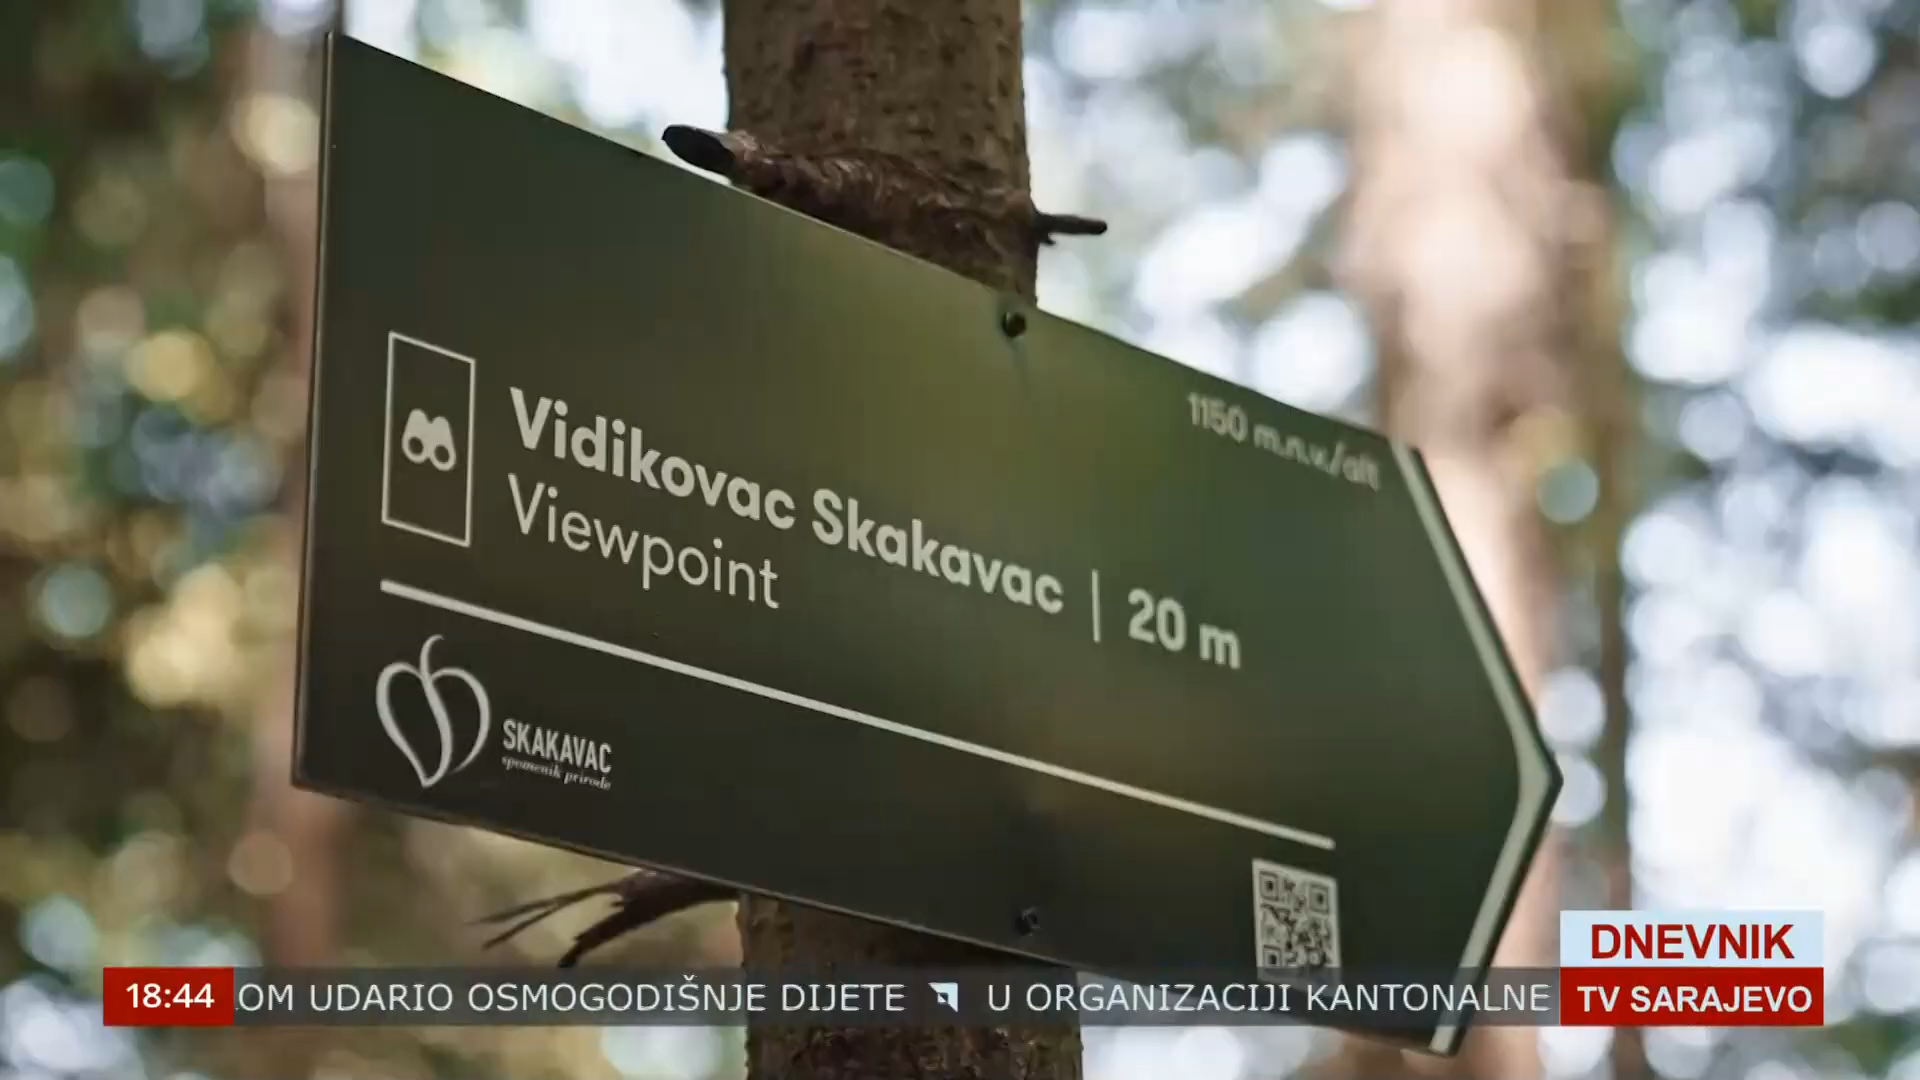 1150 m.n.v./alt
Vidikovac Skakavac | 20 m
Viewpoint
SKAKAVAC
spomenik prirode
DNEVNIK
18:44 OM UDARIO OSMOGODIŠNJE DIJETE U ORGANIZACIJI KANTONALNE TV SARAJEVO